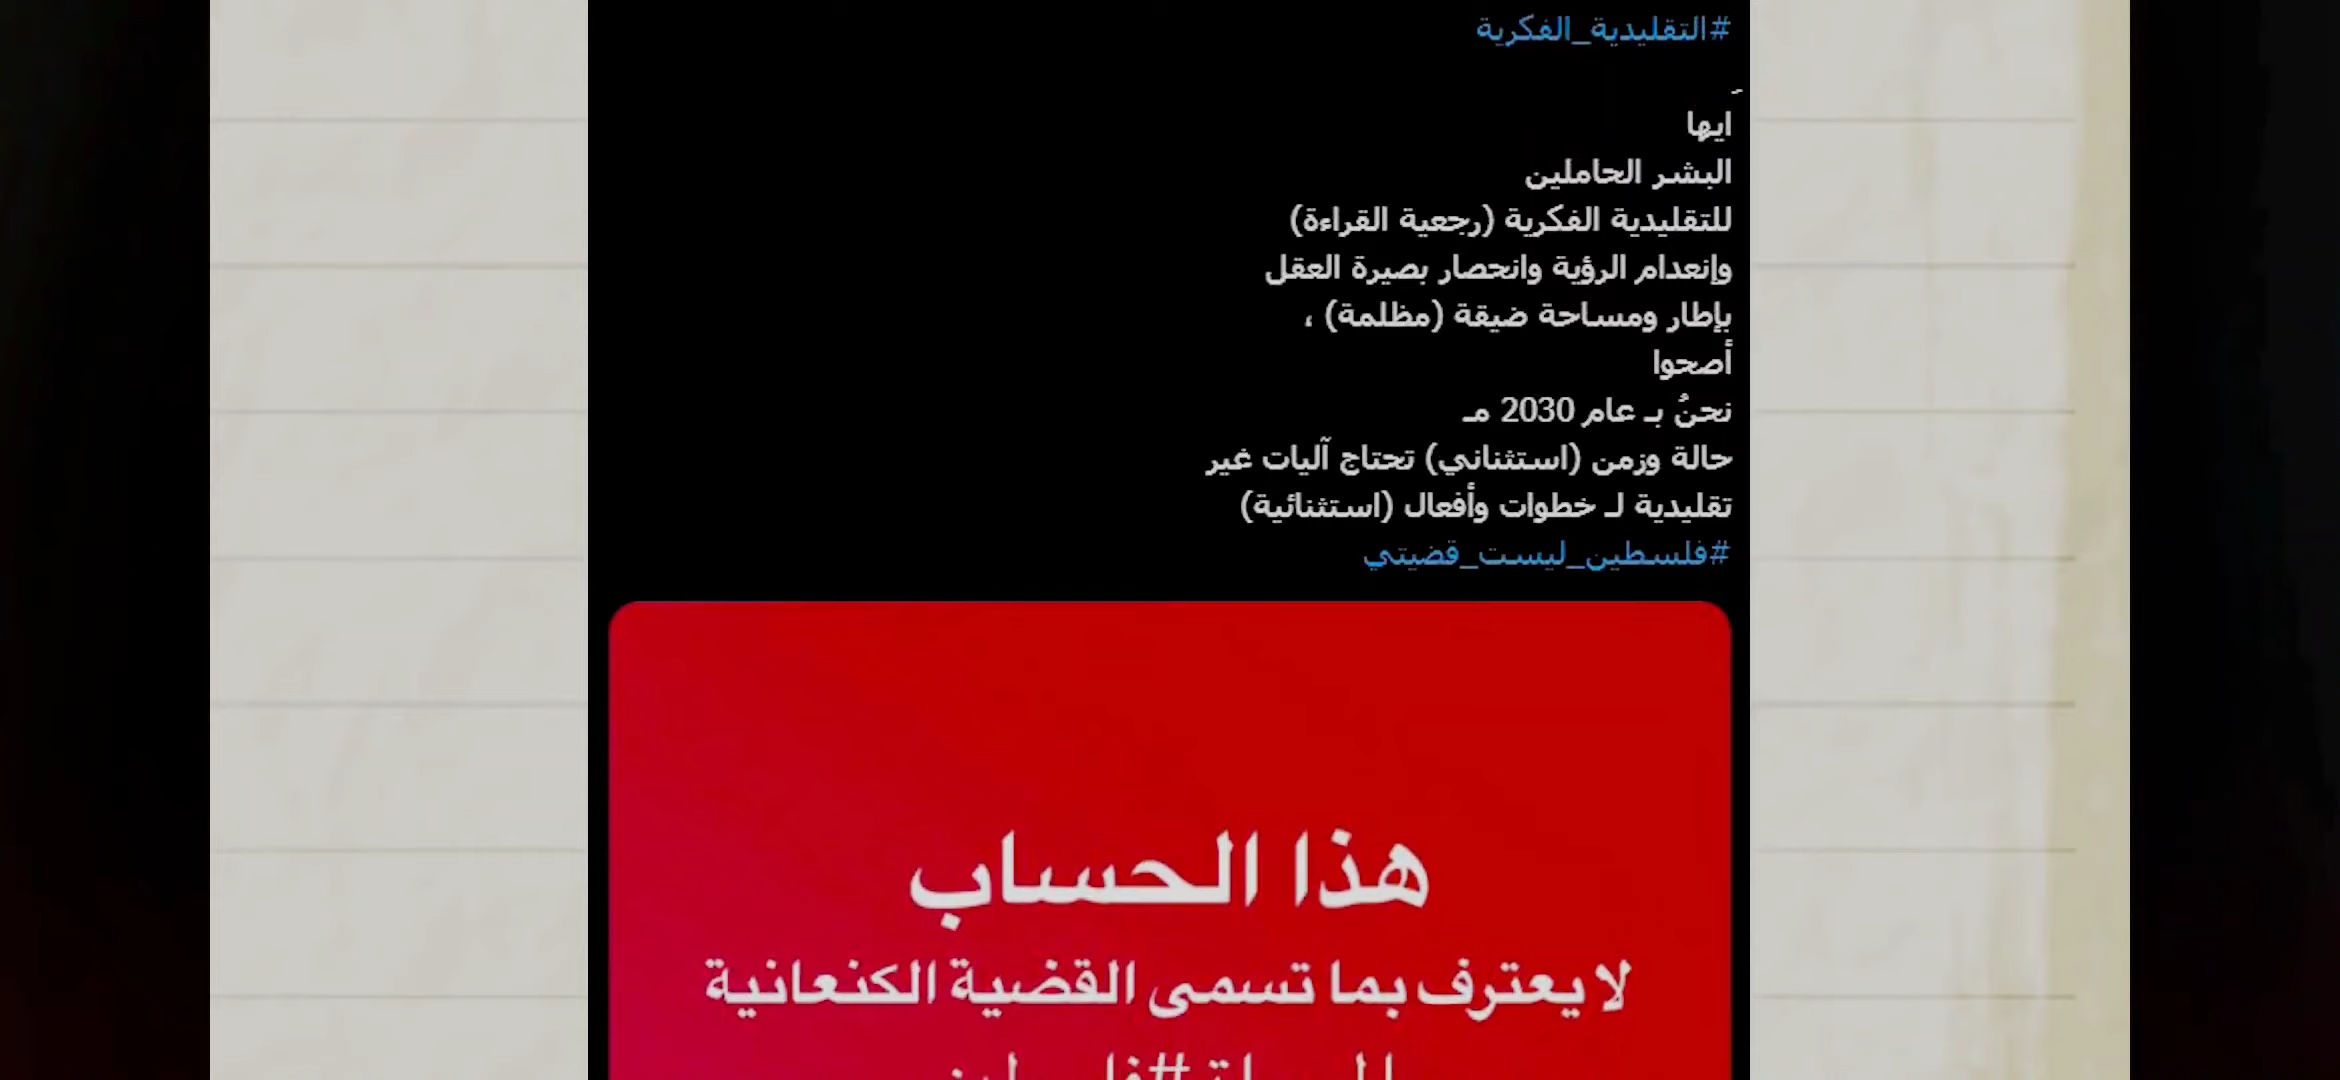 #التقليدية_الفكرية
ايها
البشر الحاملين
للتقليدية الفكرية (رجعية القراءة)
وإنعدام الرؤية وانحصار بصيرة العقل
بإطار ومساحة ضيقة (مظلمة) ،
أصحوا
نحنُ بـ عام 2030 مـ
حالة وزمن (استثناني) تحتاج آليات غير
تقليدية لـ خطوات وأفعال (استثنائية)
#فلسطين_ليست_قضيتي
هذا الحساب
لا يعترف بما تسمى القضية الكنعانية